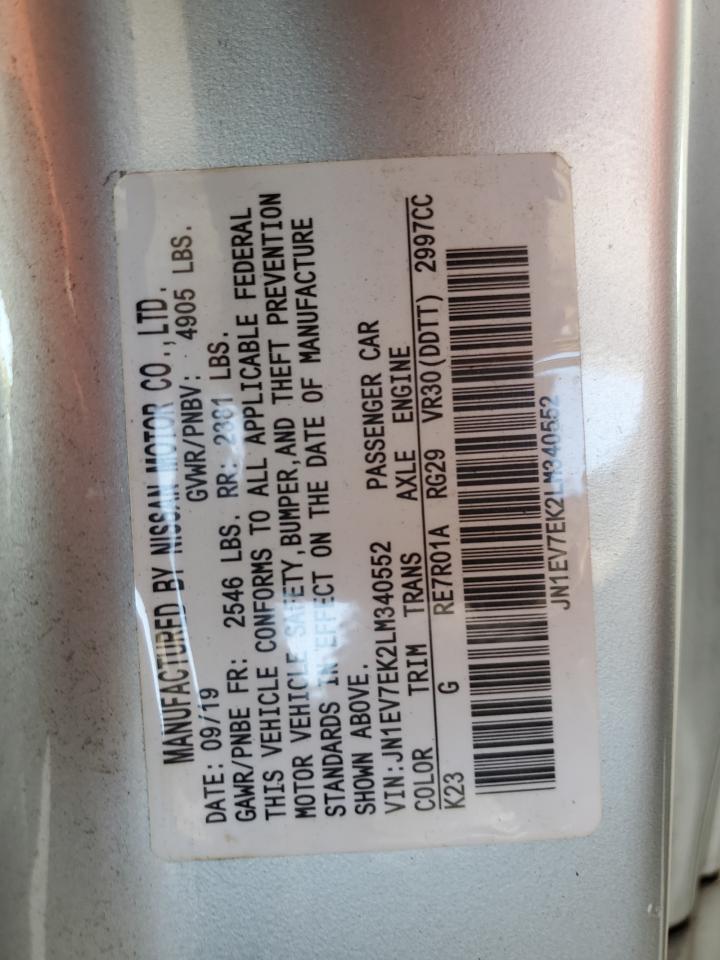 MANUFACTURED BY NISSAN MOTOR CO.,LTD.
DATE: 09/19 GVWR/PNBV: 4905 LBS.
GAWR/PNBE FR: 2546 LBS. RR: 2381 LBS.
THIS VEHICLE CONFORMS TO ALL APPLICABLE FEDERAL
MOTOR VEHICLE SAFETY,BUMPER,AND THEFT PREVENTION
STANDARDS IN EFFECT ON THE DATE OF MANUFACTURE
SHOWN ABOVE.
VIN:JN1EV7EK2LM340552 PASSENGER CAR
COLOR TRIM TRANS AXLE ENGINE
K23 G RE7R01A RG29 VR30(DDTT) 2997CC
JN1EV7EK2LM340552